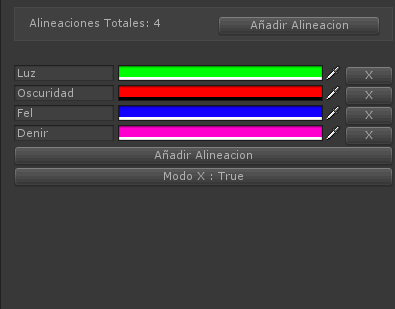 Alineaciones Totales: 4
Añadir Alineacion
Luz X
Oscuridad X
Fel X
Denir X
Añadir Alineacion
Modo X : True